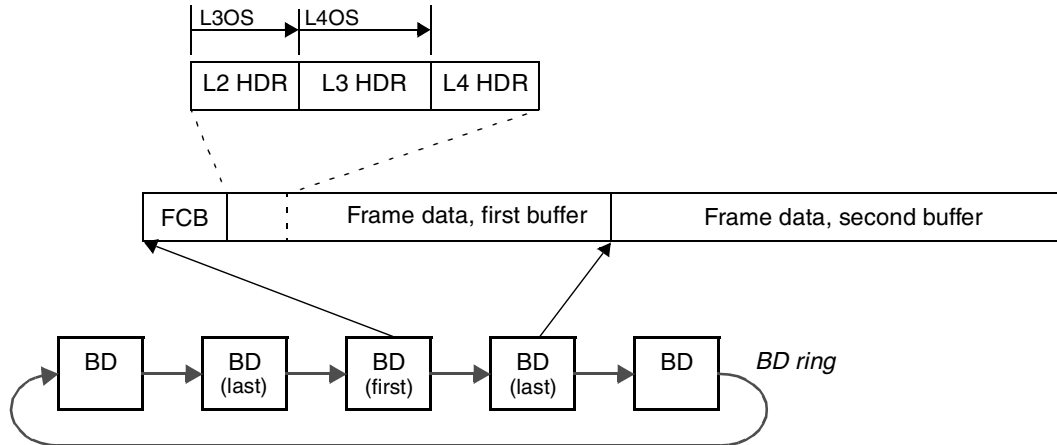 L3OS L4OS
L2 HDR L3 HDR L4 HDR
FCB Frame data, first buffer Frame data, second buffer
BD BD BD BD BD BD ring
(last) (first) (last)